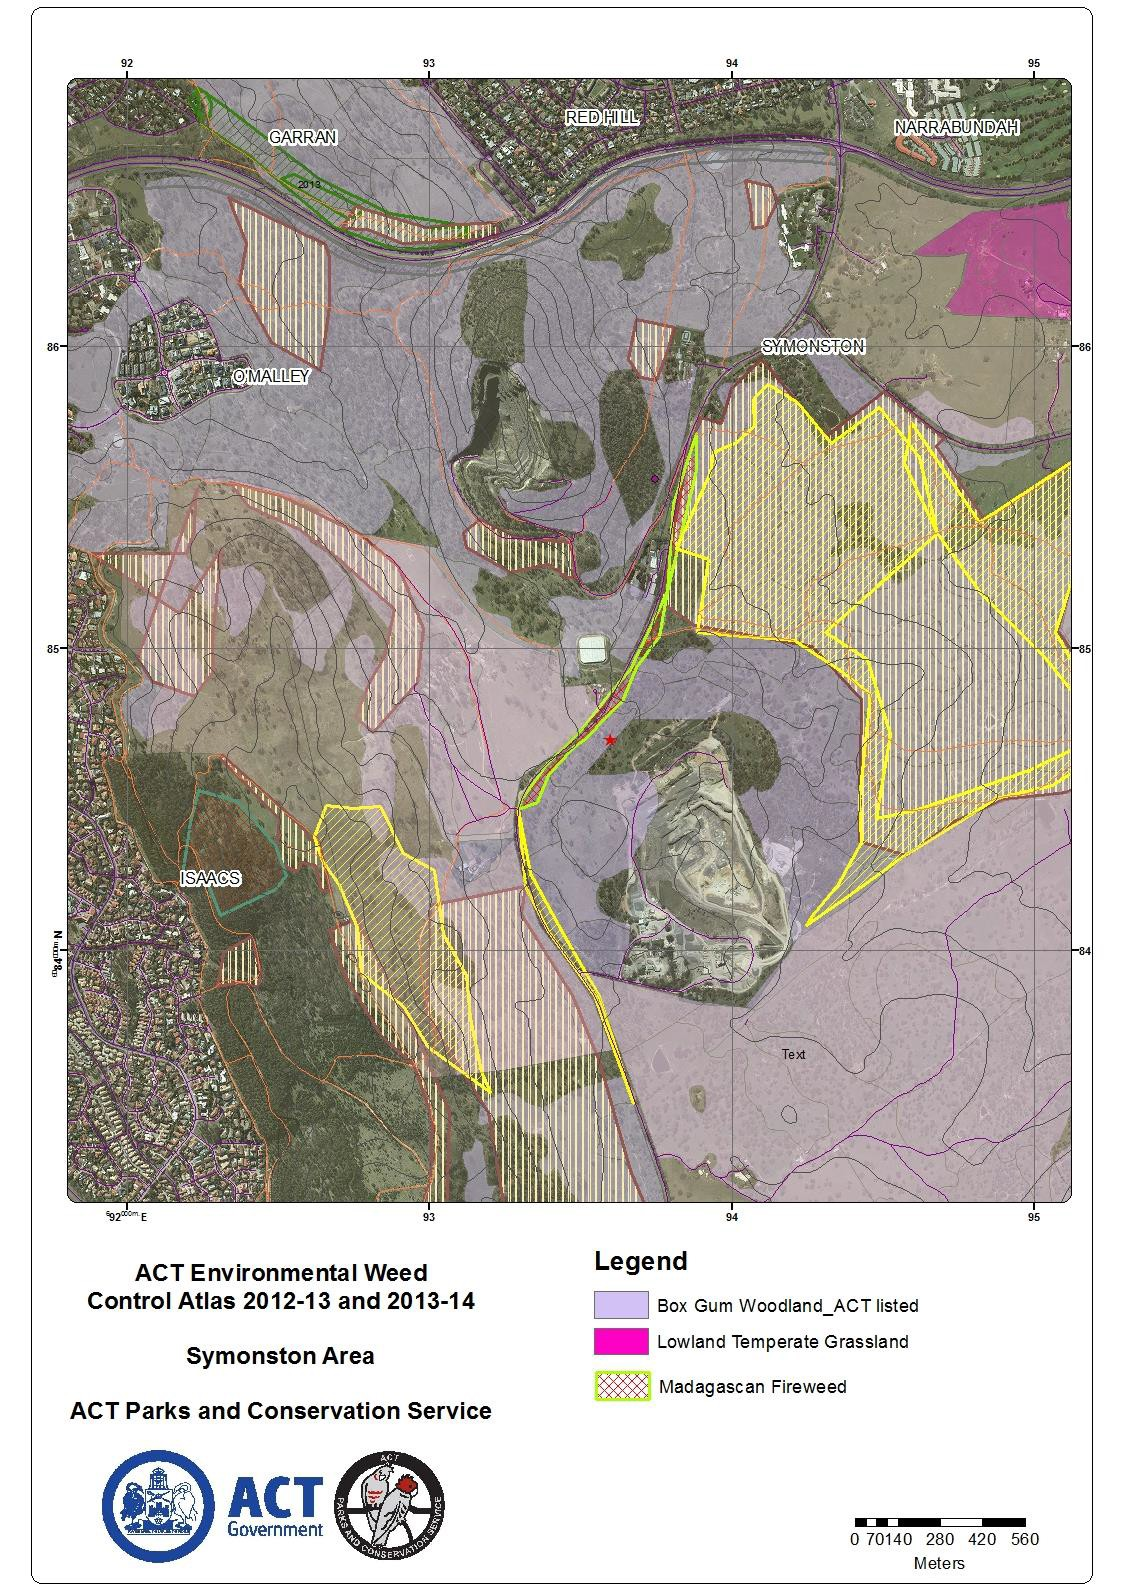 92 93 94 95
RED HILL
NARRABUNDAH
GARRAN
2013
86 SYMONSTON 86
O'MALLEY
85 85
ISAACS
84 84
Text
92 000m. E 93 94 95
ACT Environmental Weed
Control Atlas 2012-13 and 2013-14
Symonston Area
ACT Parks and Conservation Service
Legend
Box Gum Woodland_ACT listed
Lowland Temperate Grassland
Madagascan Fireweed
ACT
Government
ACT
PARKS AND CONSERVATION SERVICE
0 70 140 280 420 560
Meters